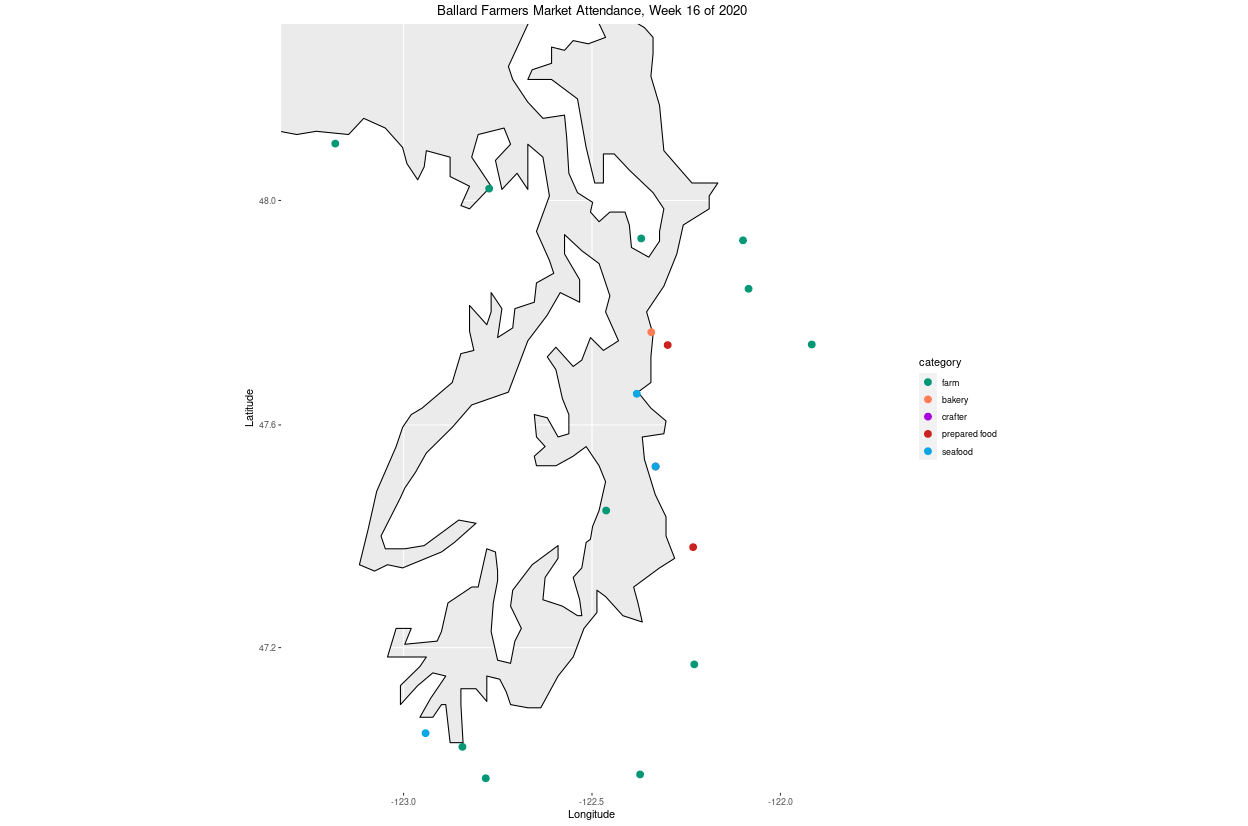 Ballard Farmers Market Attendance, Week 16 of 2020
48.0
47.6
47.2
Latitude
-123.0
-122.5
-122.0
Longitude
category
farm
bakery
crafter
prepared food
seafood